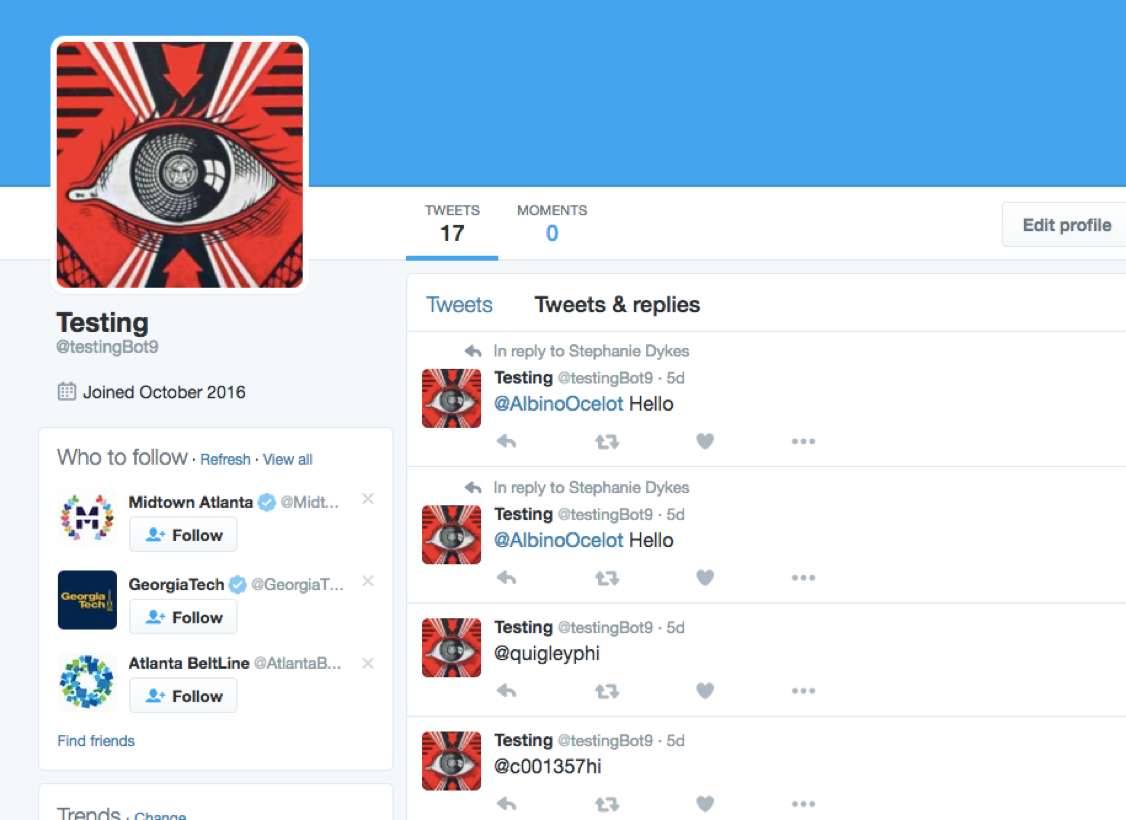 TWEETS MOMENTS
17 0
Edit profile
Testing
@testingBot9
Joined October 2016
Who to follow · Refresh · View all
Midtown Atlanta @Midt...
Follow
GeorgiaTech @GeorgiaT...
Georgia Tech
Follow
Atlanta BeltLine @AtlantaB...
Follow
Find friends
Trends · Change
Tweets Tweets & replies
In reply to Stephanie Dykes
Testing @testingBot9 · 5d
@AlbinoOcelot Hello
In reply to Stephanie Dykes
Testing @testingBot9 · 5d
@AlbinoOcelot Hello
Testing @testingBot9 · 5d
@quigleyphi
Testing @testingBot9 · 5d
@c001357hi